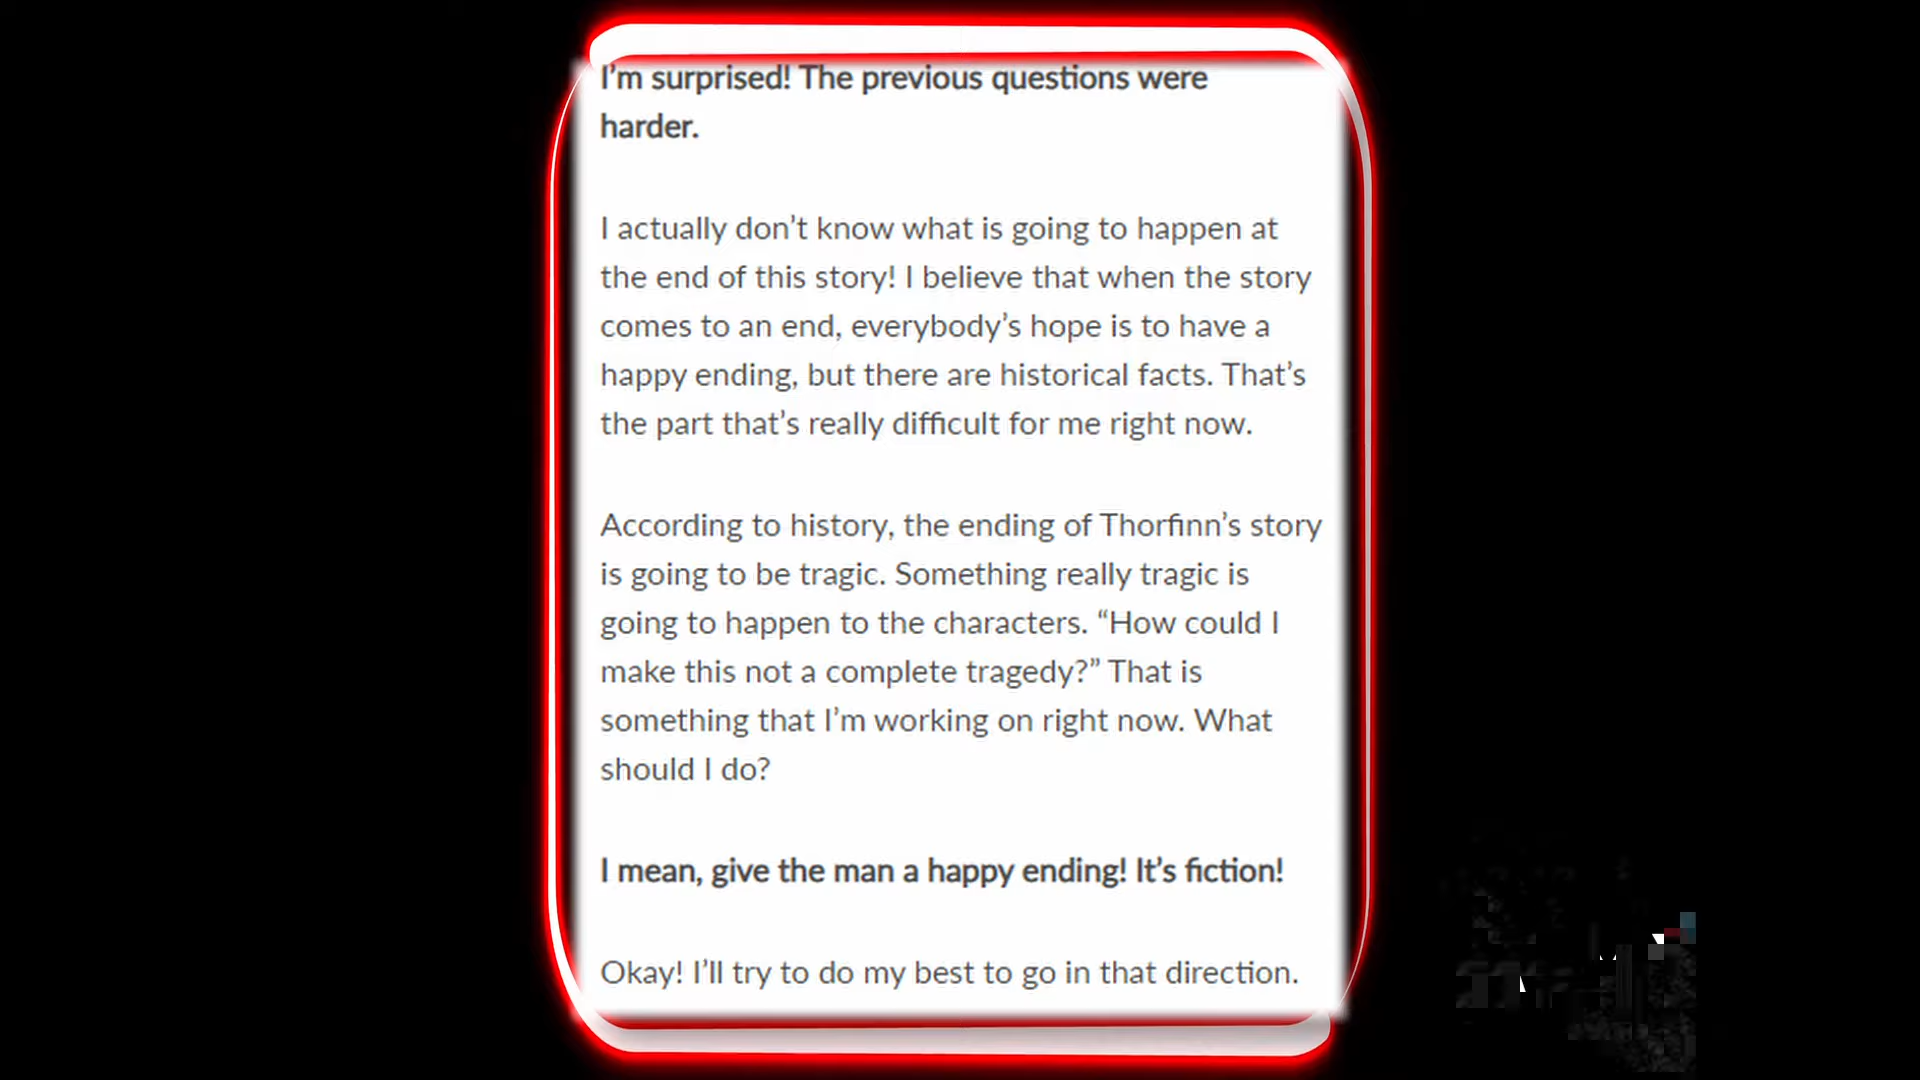 I’m surprised! The previous questions were
harder.
I actually don’t know what is going to happen at
the end of this story! I believe that when the story
comes to an end, everybody’s hope is to have a
happy ending, but there are historical facts. That’s
the part that’s really difficult for me right now.
According to history, the ending of Thorfinn’s story
is going to be tragic. Something really tragic is
going to happen to the characters. “How could I
make this not a complete tragedy?” That is
something that I’m working on right now. What
should I do?
I mean, give the man a happy ending! It’s fiction!
Okay! I’ll try to do my best to go in that direction.